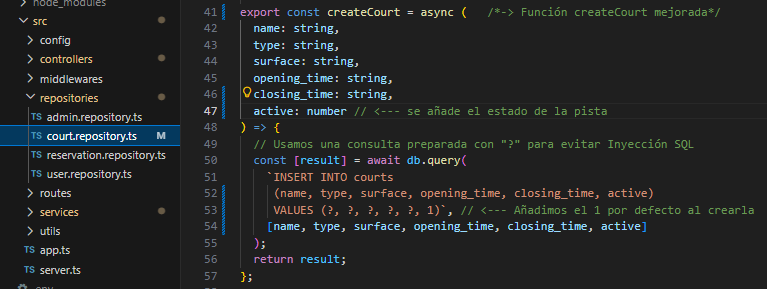 node_modules
src
config
controllers
middlewares
repositories
TS admin.repository.ts
TS court.repository.ts M
TS reservation.repository.ts
TS user.repository.ts
routes
services
utils
TS app.ts
TS server.ts
.env
41 export const createCourt = async (   /*-> Función createCourt mejorada*/
42   name: string,
43   type: string,
44   surface: string,
45   opening_time: string,
46   closing_time: string,
47   active: number // <--- se añade el estado de la pista
48 ) => {
49   // Usamos una consulta preparada con "?" para evitar Inyección SQL
50   const [result] = await db.query(
51     `INSERT INTO courts
52      (name, type, surface, opening_time, closing_time, active)
53      VALUES (?, ?, ?, ?, ?, 1)`, // <--- Añadimos el 1 por defecto al crearla
54     [name, type, surface, opening_time, closing_time, active]
55   );
56   return result;
57 };